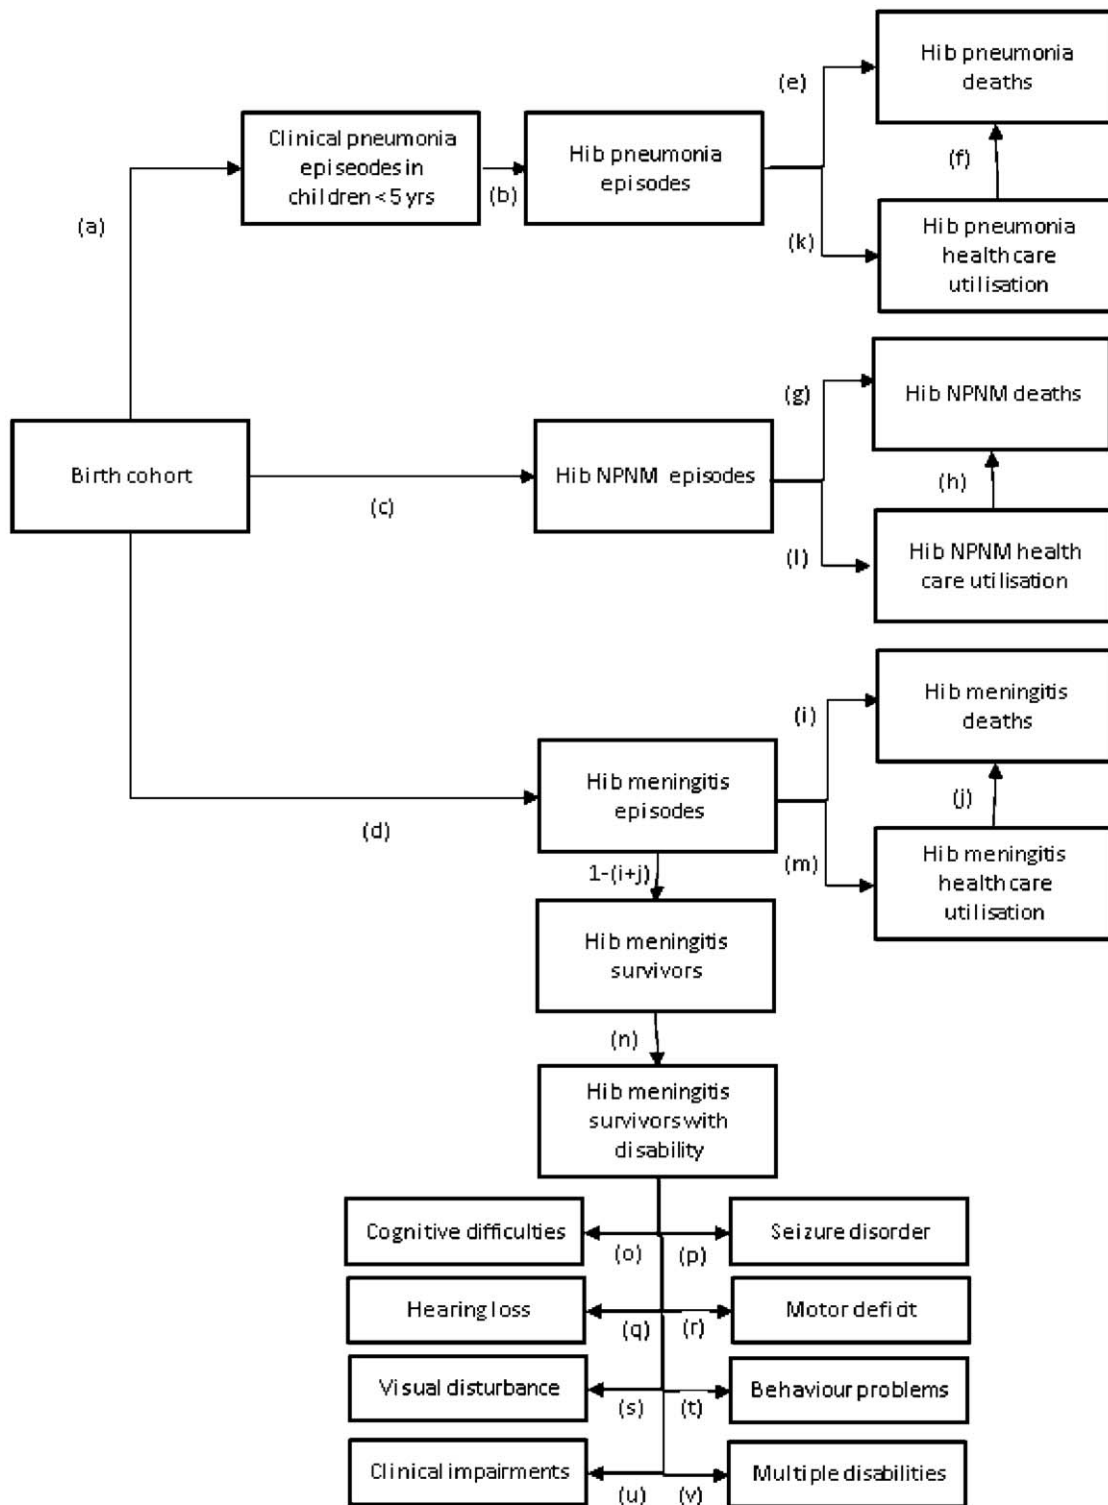 Hib pneumonia
deaths
(e)
Clinical pneumonia
episeodes in
children < 5 yrs
(b)
Hib pneumonia
episodes
(f)
(a)
(k)
Hib pneumonia
health care
utilisation
(g)
Hib NPNM deaths
Birth cohort
(c)
Hib NPNM episodes
(h)
(l)
Hib NPNM health
care utilisation
(i)
Hib meningitis
deaths
(d)
Hib meningitis
episodes
(j)
(m)
Hib meningitis
health care
utilisation
1-(i+j)
Hib meningitis
survivors
(n)
Hib meningitis
survivors with
disability
Cognitive difficulties
(o)
(p)
Seizure disorder
Hearing loss
(q)
(r)
Motor deficit
Visual disturbance
(s)
(t)
Behaviour problems
Clinical impairments
(u)
(v)
Multiple disabilities